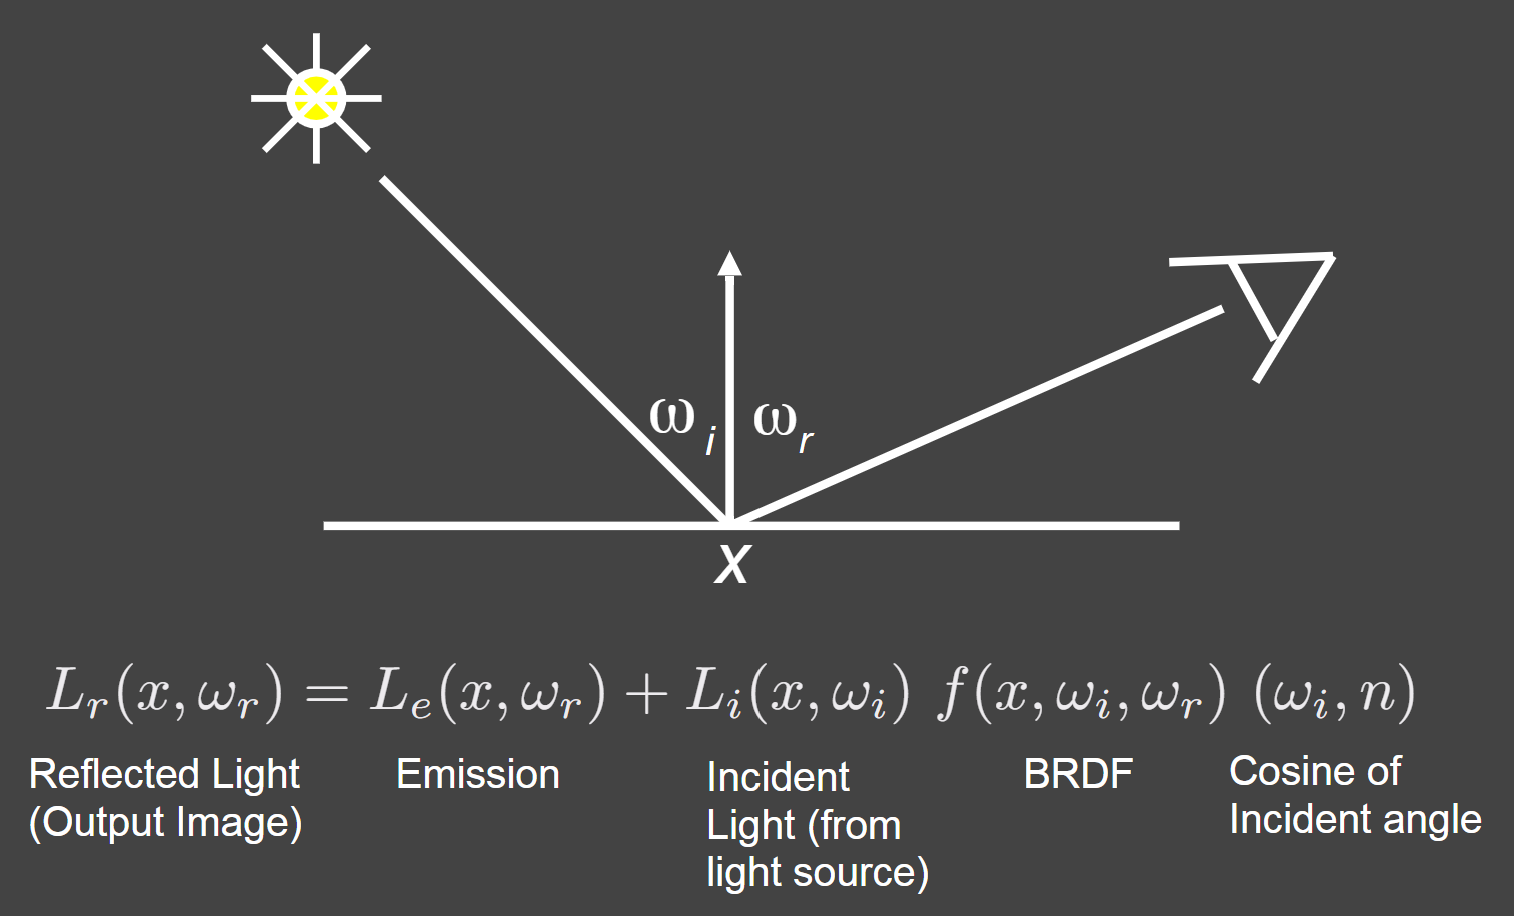 ω i ω r
x
L_r(x, ω_r) = L_e(x, ω_r) + L_i(x, ω_i) f(x, ω_i, ω_r) (ω_i, n)
Reflected Light
(Output Image)
Emission
Incident
Light (from
light source)
BRDF
Cosine of
Incident angle